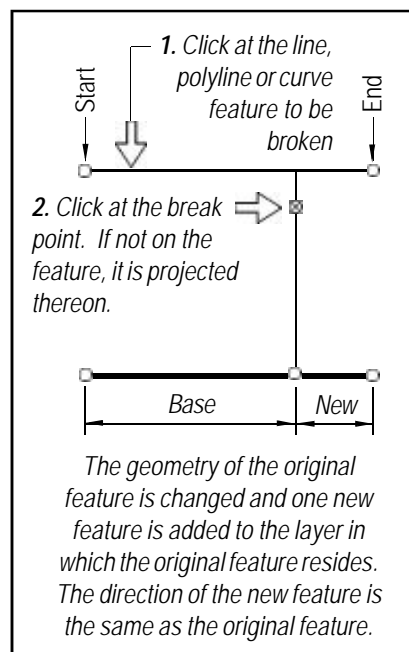 1. Click at the line,
polyline or curve
feature to be
broken
Start
End
2. Click at the break
point. If not on the
feature, it is projected
thereon.
Base
New
The geometry of the original
feature is changed and one new
feature is added to the layer in
which the original feature resides.
The direction of the new feature is
the same as the original feature.